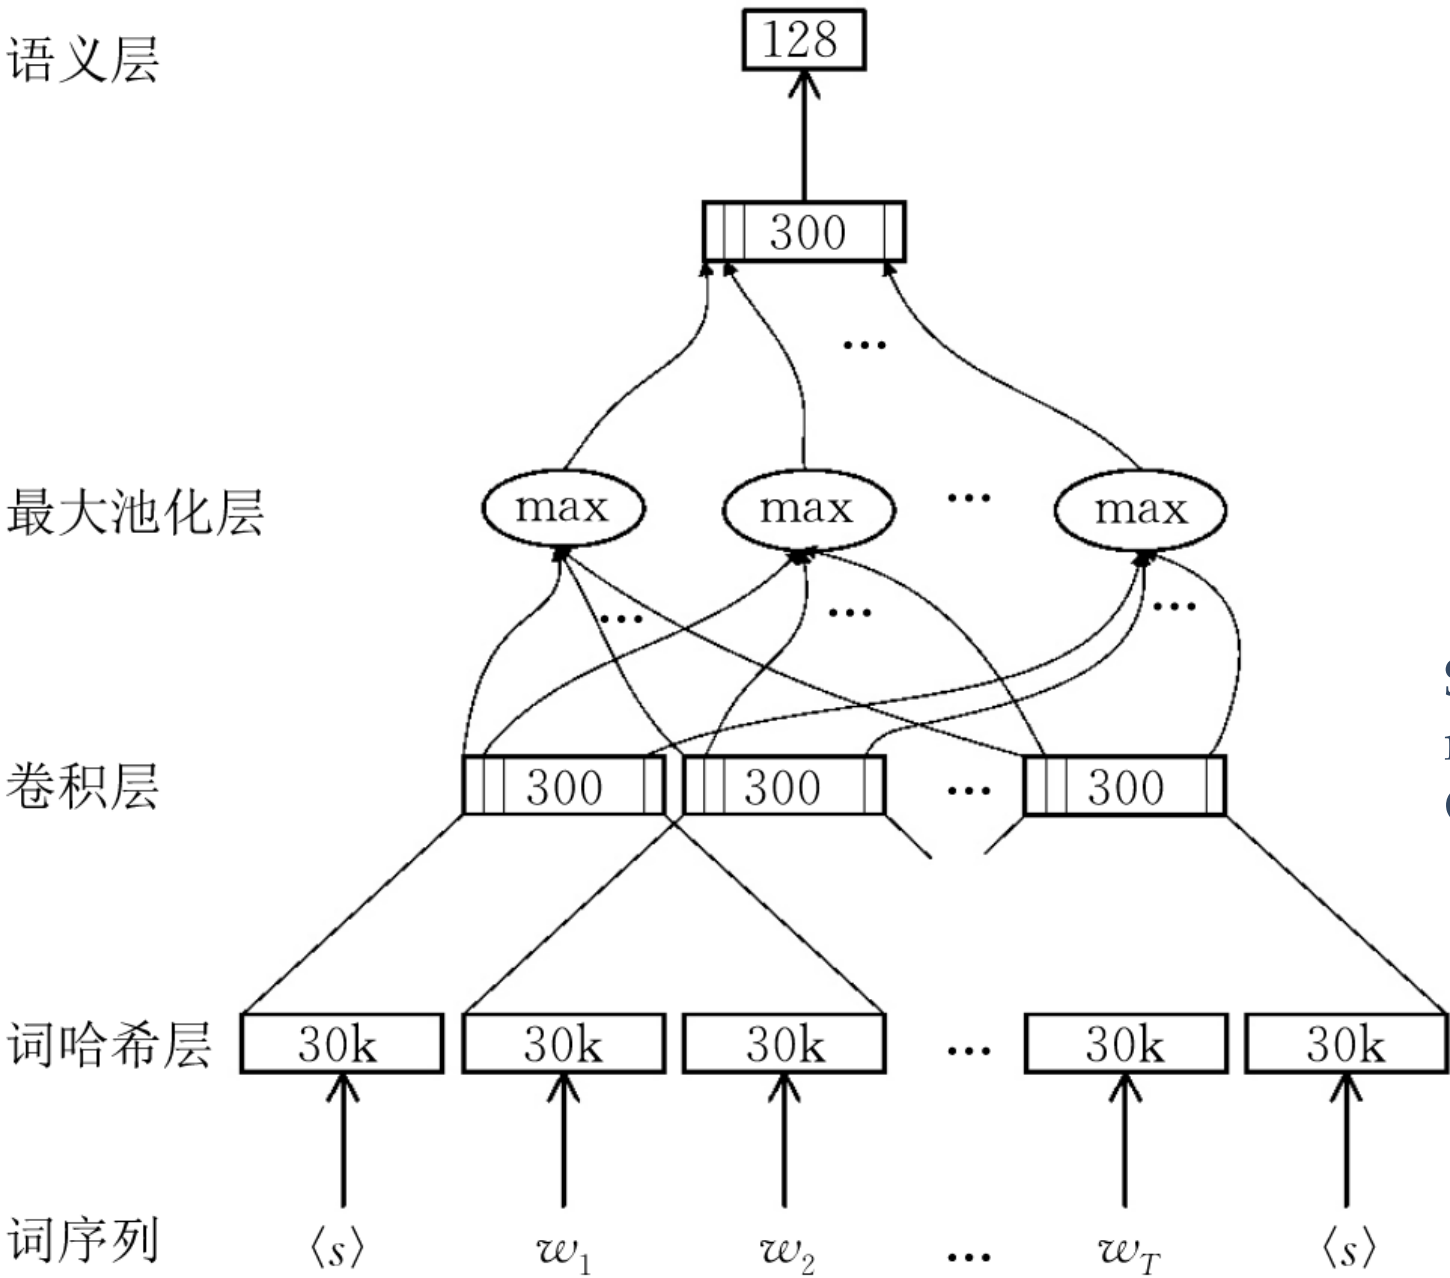 语义层 128
300
...
最大池化层 max max ... max
... ... ...
卷积层 300 300 ... 300
词哈希层 30k 30k 30k ... 30k 30k
词序列 ⟨s⟩ w₁ w₂ ... w_T ⟨s⟩